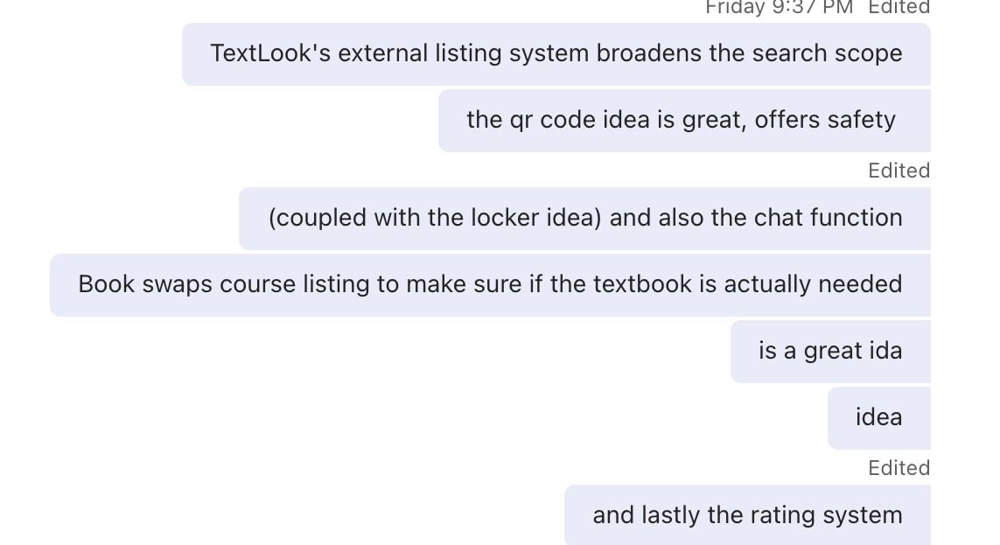 Friday 9:37 PM Edited
TextLook's external listing system broadens the search scope
the qr code idea is great, offers safety
Edited
(coupled with the locker idea) and also the chat function
Book swaps course listing to make sure if the textbook is actually needed
is a great ida
idea
Edited
and lastly the rating system